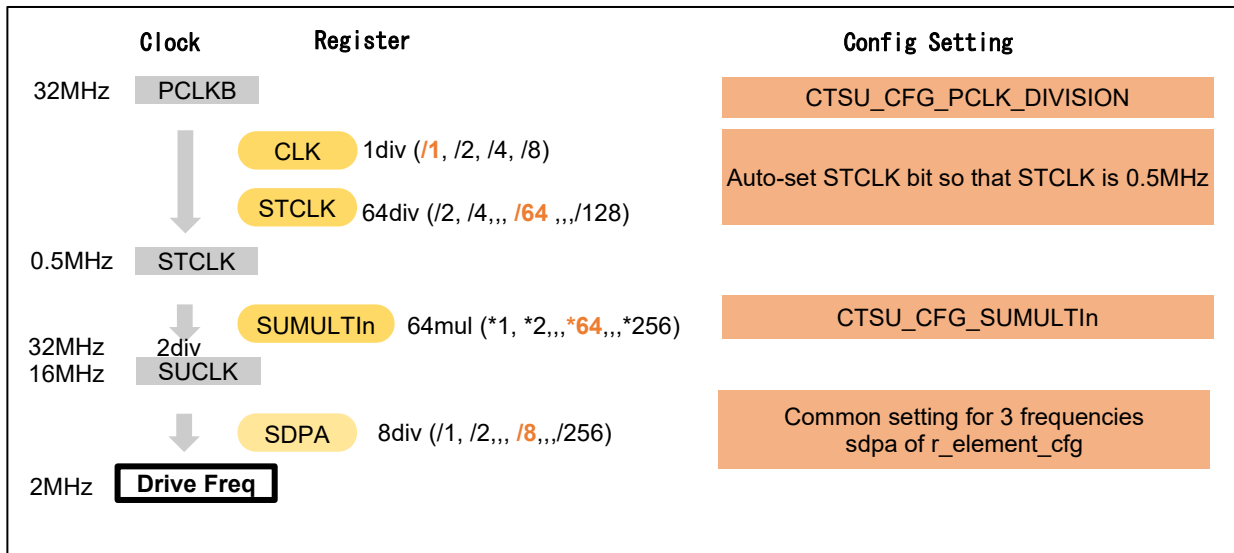 Clock Register Config Setting
32MHz PCLKB CTSU_CFG_PCLK_DIVISION
CLK 1div (/1, /2, /4, /8)
Auto-set STCLK bit so that STCLK is 0.5MHz
STCLK 64div (/2, /4,,, /64 ,,,/128)
0.5MHz STCLK
SUMULTIn 64mul (*1, *2,,,*64,,,*256) CTSU_CFG_SUMULTIn
32MHz 2div
16MHz SUCLK
Common setting for 3 frequencies
SDPA 8div (/1, /2,,, /8,,,/256)
sdpa of r_element_cfg
2MHz Drive Freq